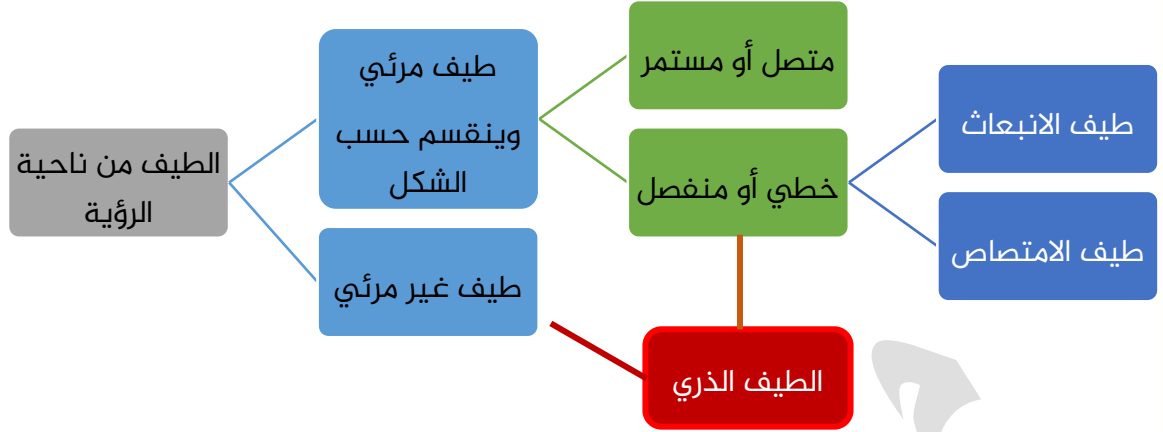 الطيف من ناحية
الرؤية
طيف مرئي
وينقسم حسب
الشكل
طيف غير مرئي
متصل أو مستمر
خطي أو منفصل
طيف الانبعاث
طيف الامتصاص
الطيف الذري